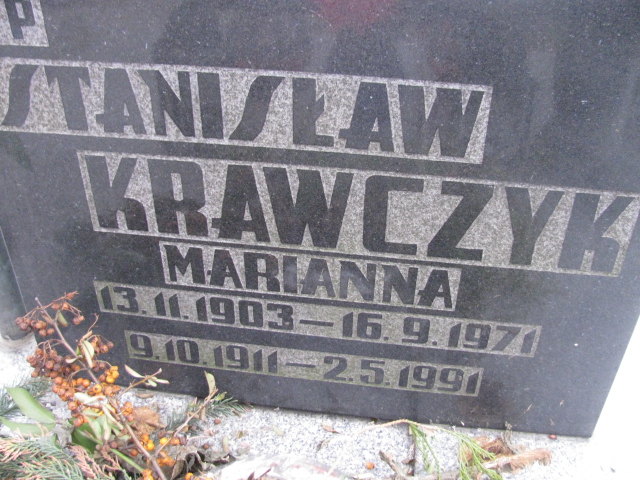 P
STANISŁAW
KRAWCZYK
MARIANNA
13.11.1903–16.9.1971
9.10.1911–2.5.1991